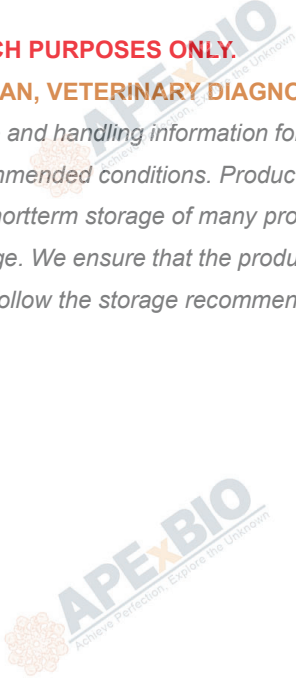 CH PURPOSES ONLY.
AN, VETERINARY DIAGNO
and handling information for
mmended conditions. Produc
hortterm storage of many pro
ge. We ensure that the produ
ollow the storage recommen
APExBIO
Achieve Perfection, Explore the Unknown
APExBIO
Achieve Perfection, Explore the Unknown